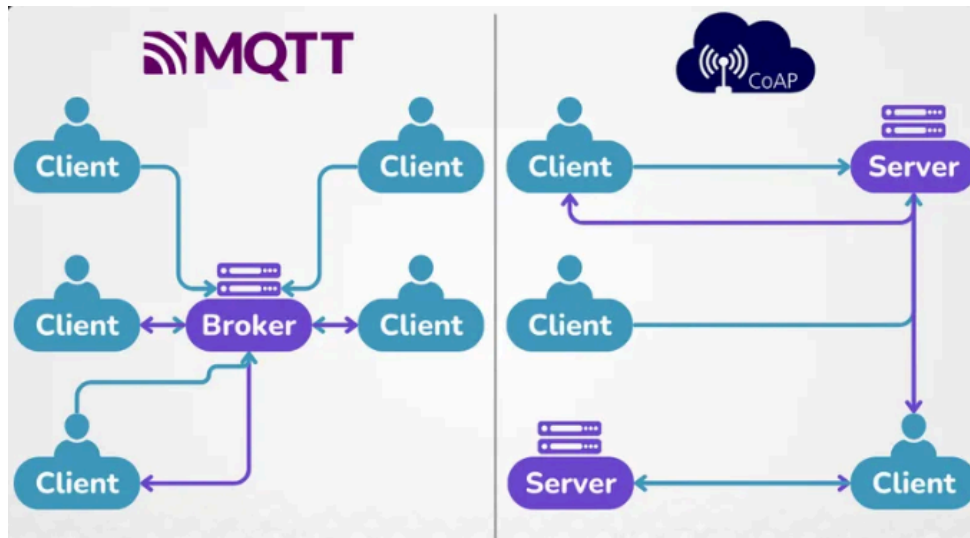 MQTT
Client
Client
Client
Broker
Client
Client
CoAP
Client
Server
Client
Server
Client